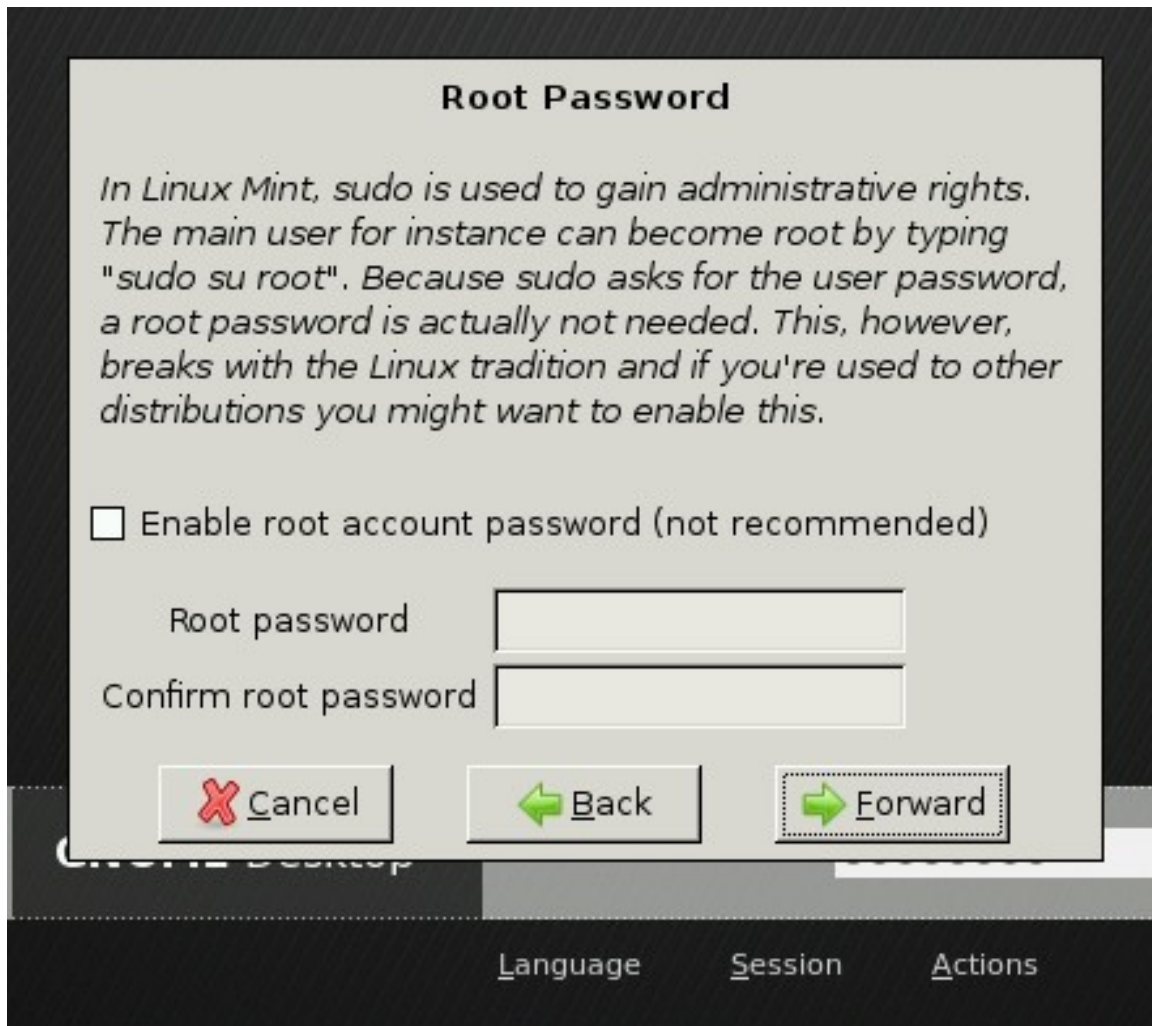 Root Password
In Linux Mint, sudo is used to gain administrative rights.
The main user for instance can become root by typing
"sudo su root". Because sudo asks for the user password,
a root password is actually not needed. This, however,
breaks with the Linux tradition and if you're used to other
distributions you might want to enable this.
Enable root account password (not recommended)
Root password
Confirm root password
Cancel Back Forward
GNOME Desktop
Language Session Actions